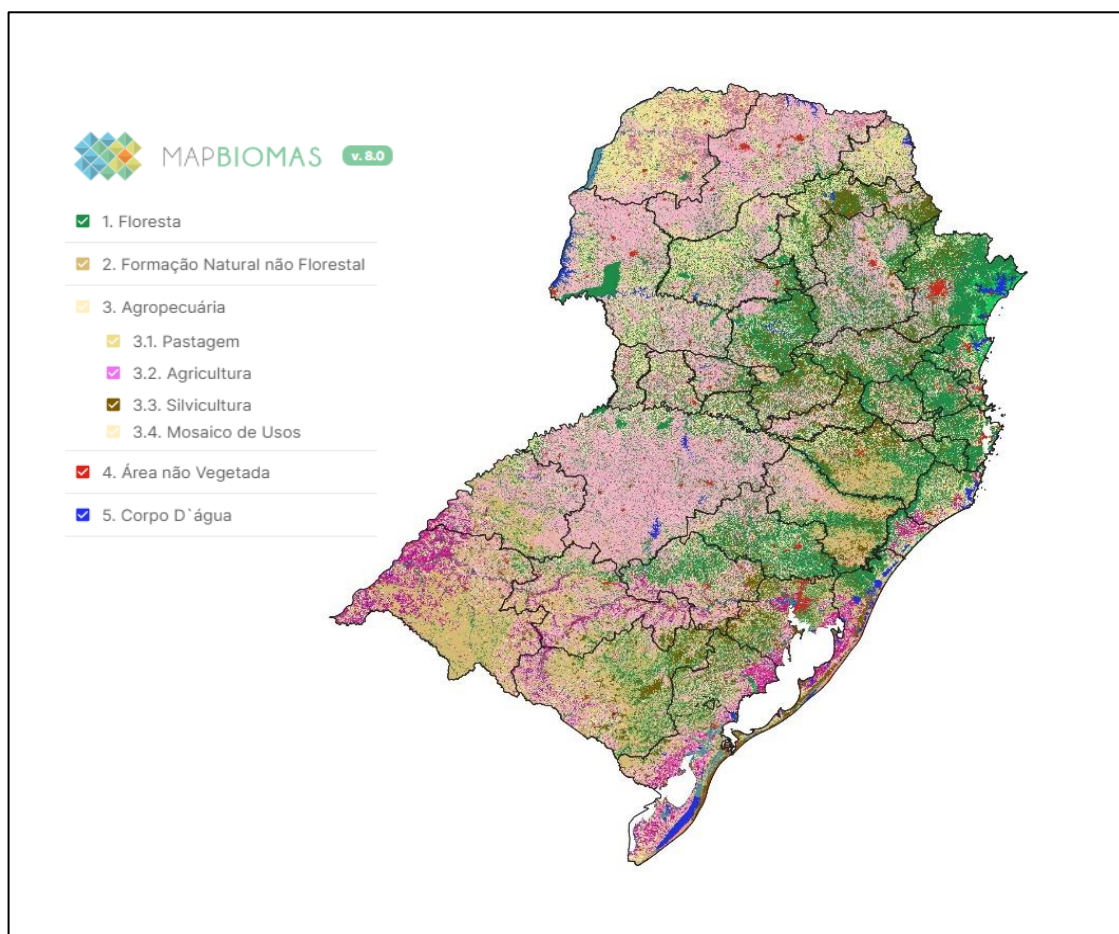 MAPBIOMAS v. 8.0
1. Floresta
2. Formação Natural não Florestal
3. Agropecuária
3.1. Pastagem
3.2. Agricultura
3.3. Silvicultura
3.4. Mosaico de Usos
4. Área não Vegetada
5. Corpo D`água